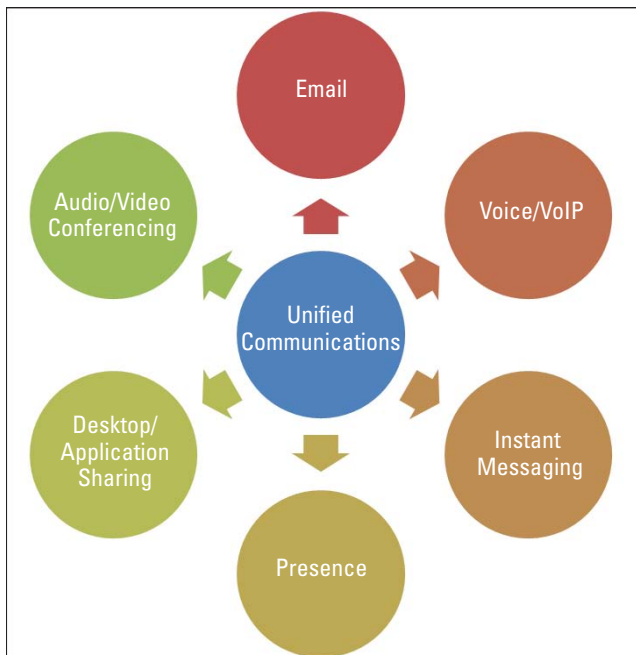 Email
Voice/VoIP
Instant
Messaging
Presence
Desktop/
Application
Sharing
Audio/Video
Conferencing
Unified
Communications